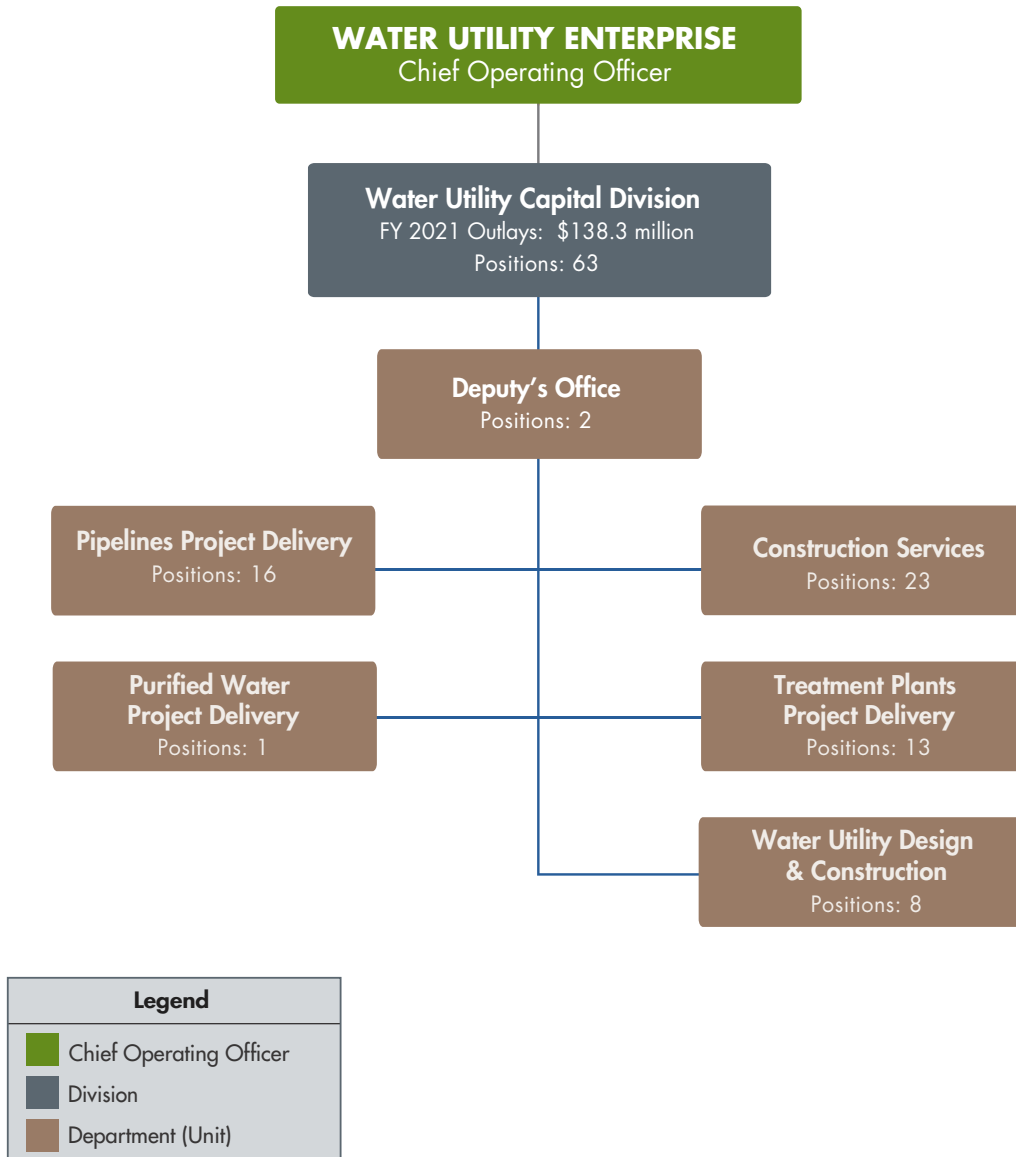 WATER UTILITY ENTERPRISE
Chief Operating Officer
Water Utility Capital Division
FY 2021 Outlays: $138.3 million
Positions: 63
Deputy’s Office
Positions: 2
Pipelines Project Delivery
Positions: 16
Construction Services
Positions: 23
Purified Water
Project Delivery
Positions: 1
Treatment Plants
Project Delivery
Positions: 13
Water Utility Design
& Construction
Positions: 8
Legend
Chief Operating Officer
Division
Department (Unit)